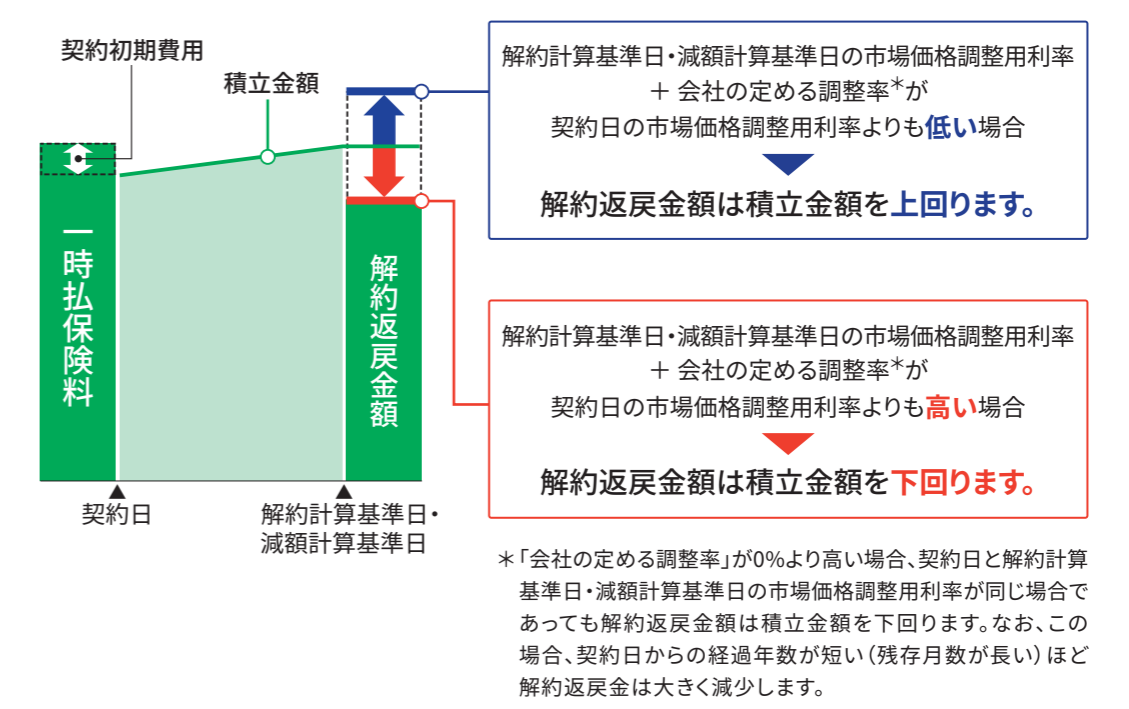 契約初期費用
積立金額
一時払保険料
解約返戻金額
契約日
解約計算基準日・
減額計算基準日
解約計算基準日・減額計算基準日の市場価格調整用利率
＋ 会社の定める調整率＊が
契約日の市場価格調整用利率よりも低い場合
解約返戻金額は積立金額を上回ります。
解約計算基準日・減額計算基準日の市場価格調整用利率
＋ 会社の定める調整率＊が
契約日の市場価格調整用利率よりも高い場合
解約返戻金額は積立金額を下回ります。
＊「会社の定める調整率」が0%より高い場合、契約日と解約計算
基準日・減額計算基準日の市場価格調整用利率が同じ場合で
あっても解約返戻金額は積立金額を下回ります。なお、この
場合、契約日からの経過年数が短い（残存月数が長い）ほど
解約返戻金は大きく減少します。